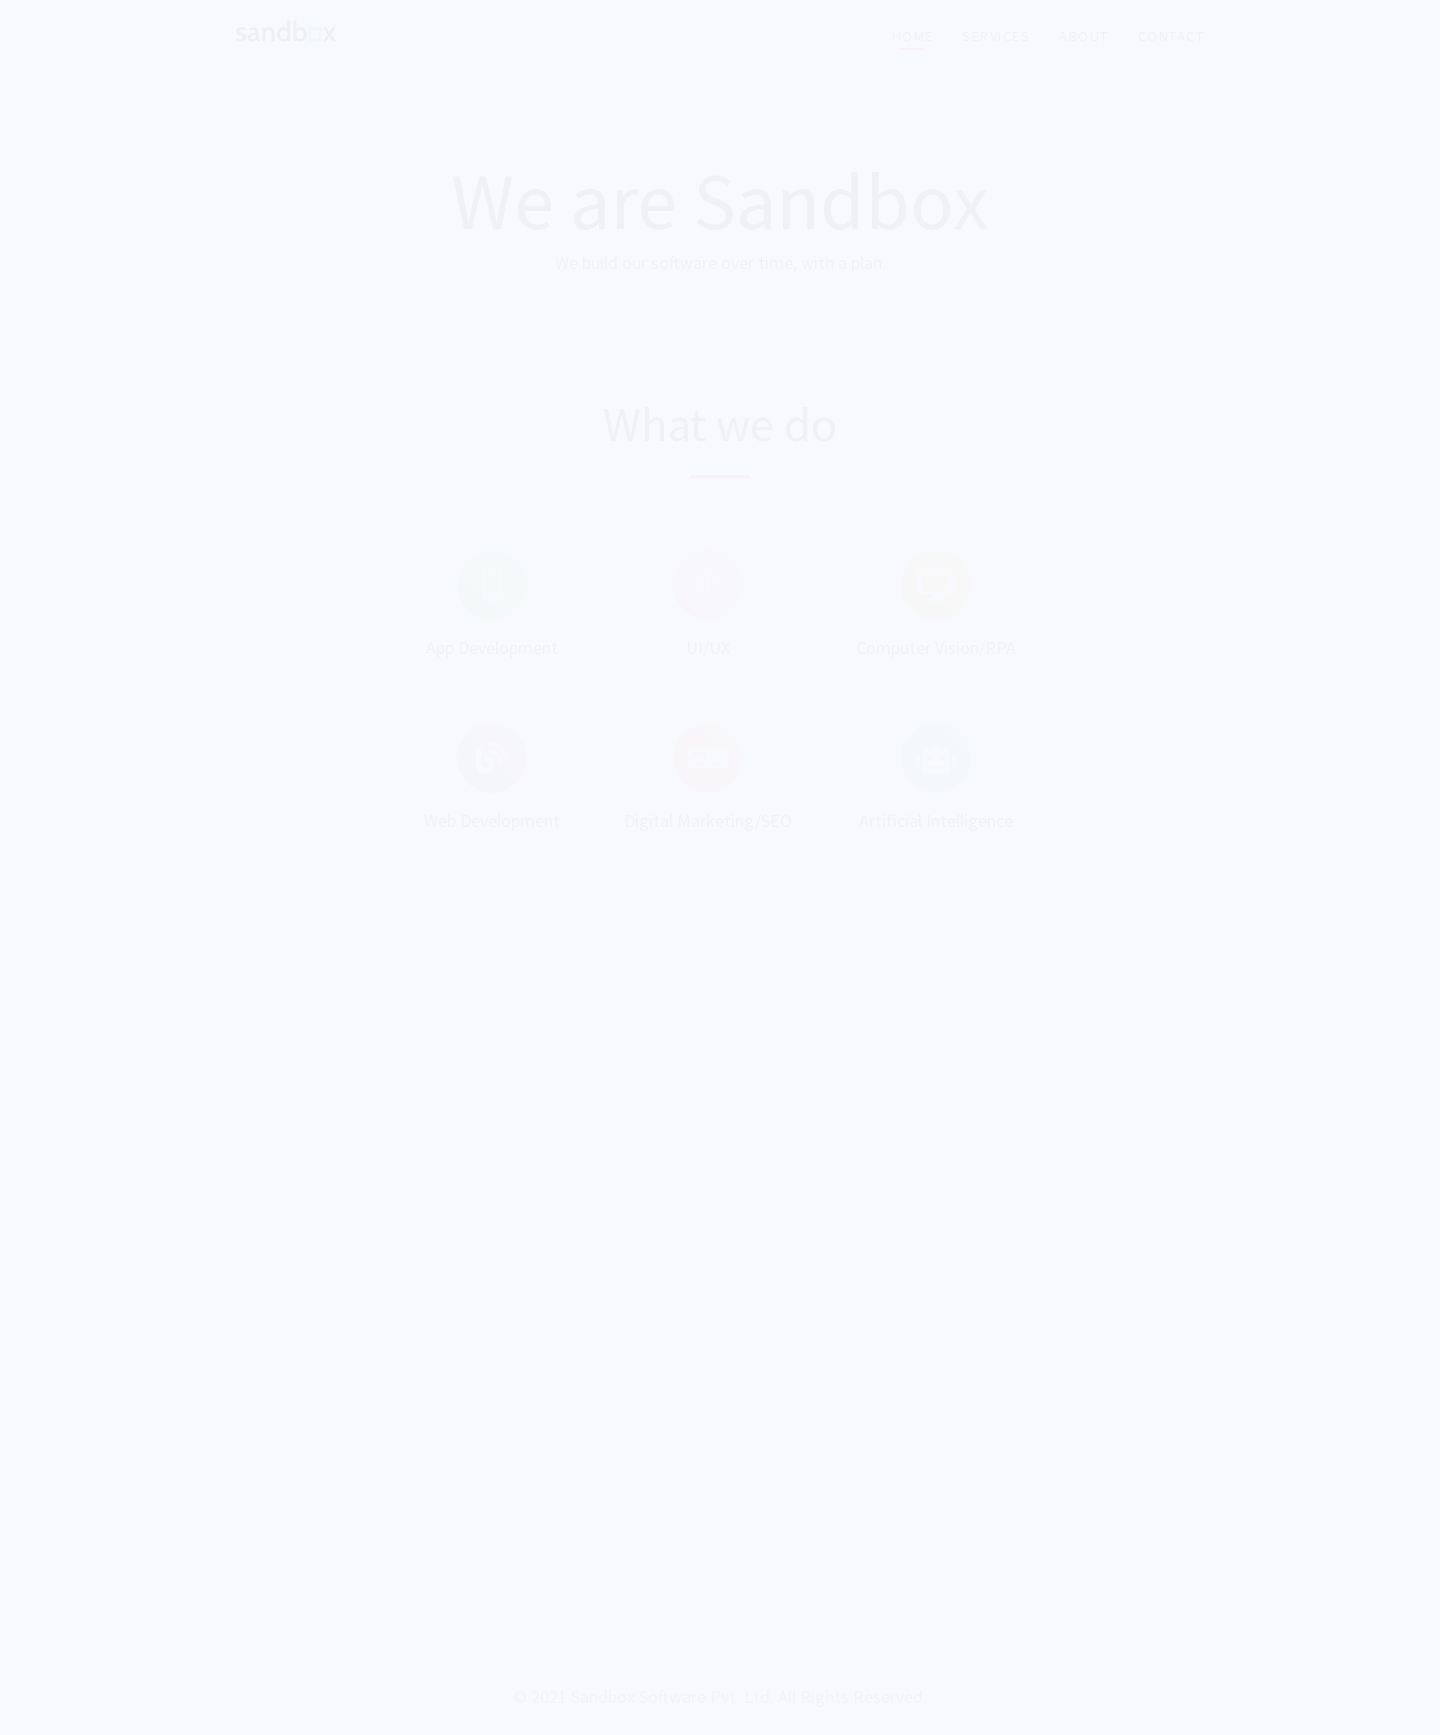 sandbox
HOME SERVICES ABOUT CONTACT
We are Sandbox
We build our software over time, with a plan.
What we do
App Development UI/UX Computer Vision/RPA
Web Development Digital Marketing/SEO Artificial Intelligence
© 2021 Sandbox Software Pvt. Ltd. All Rights Reserved.